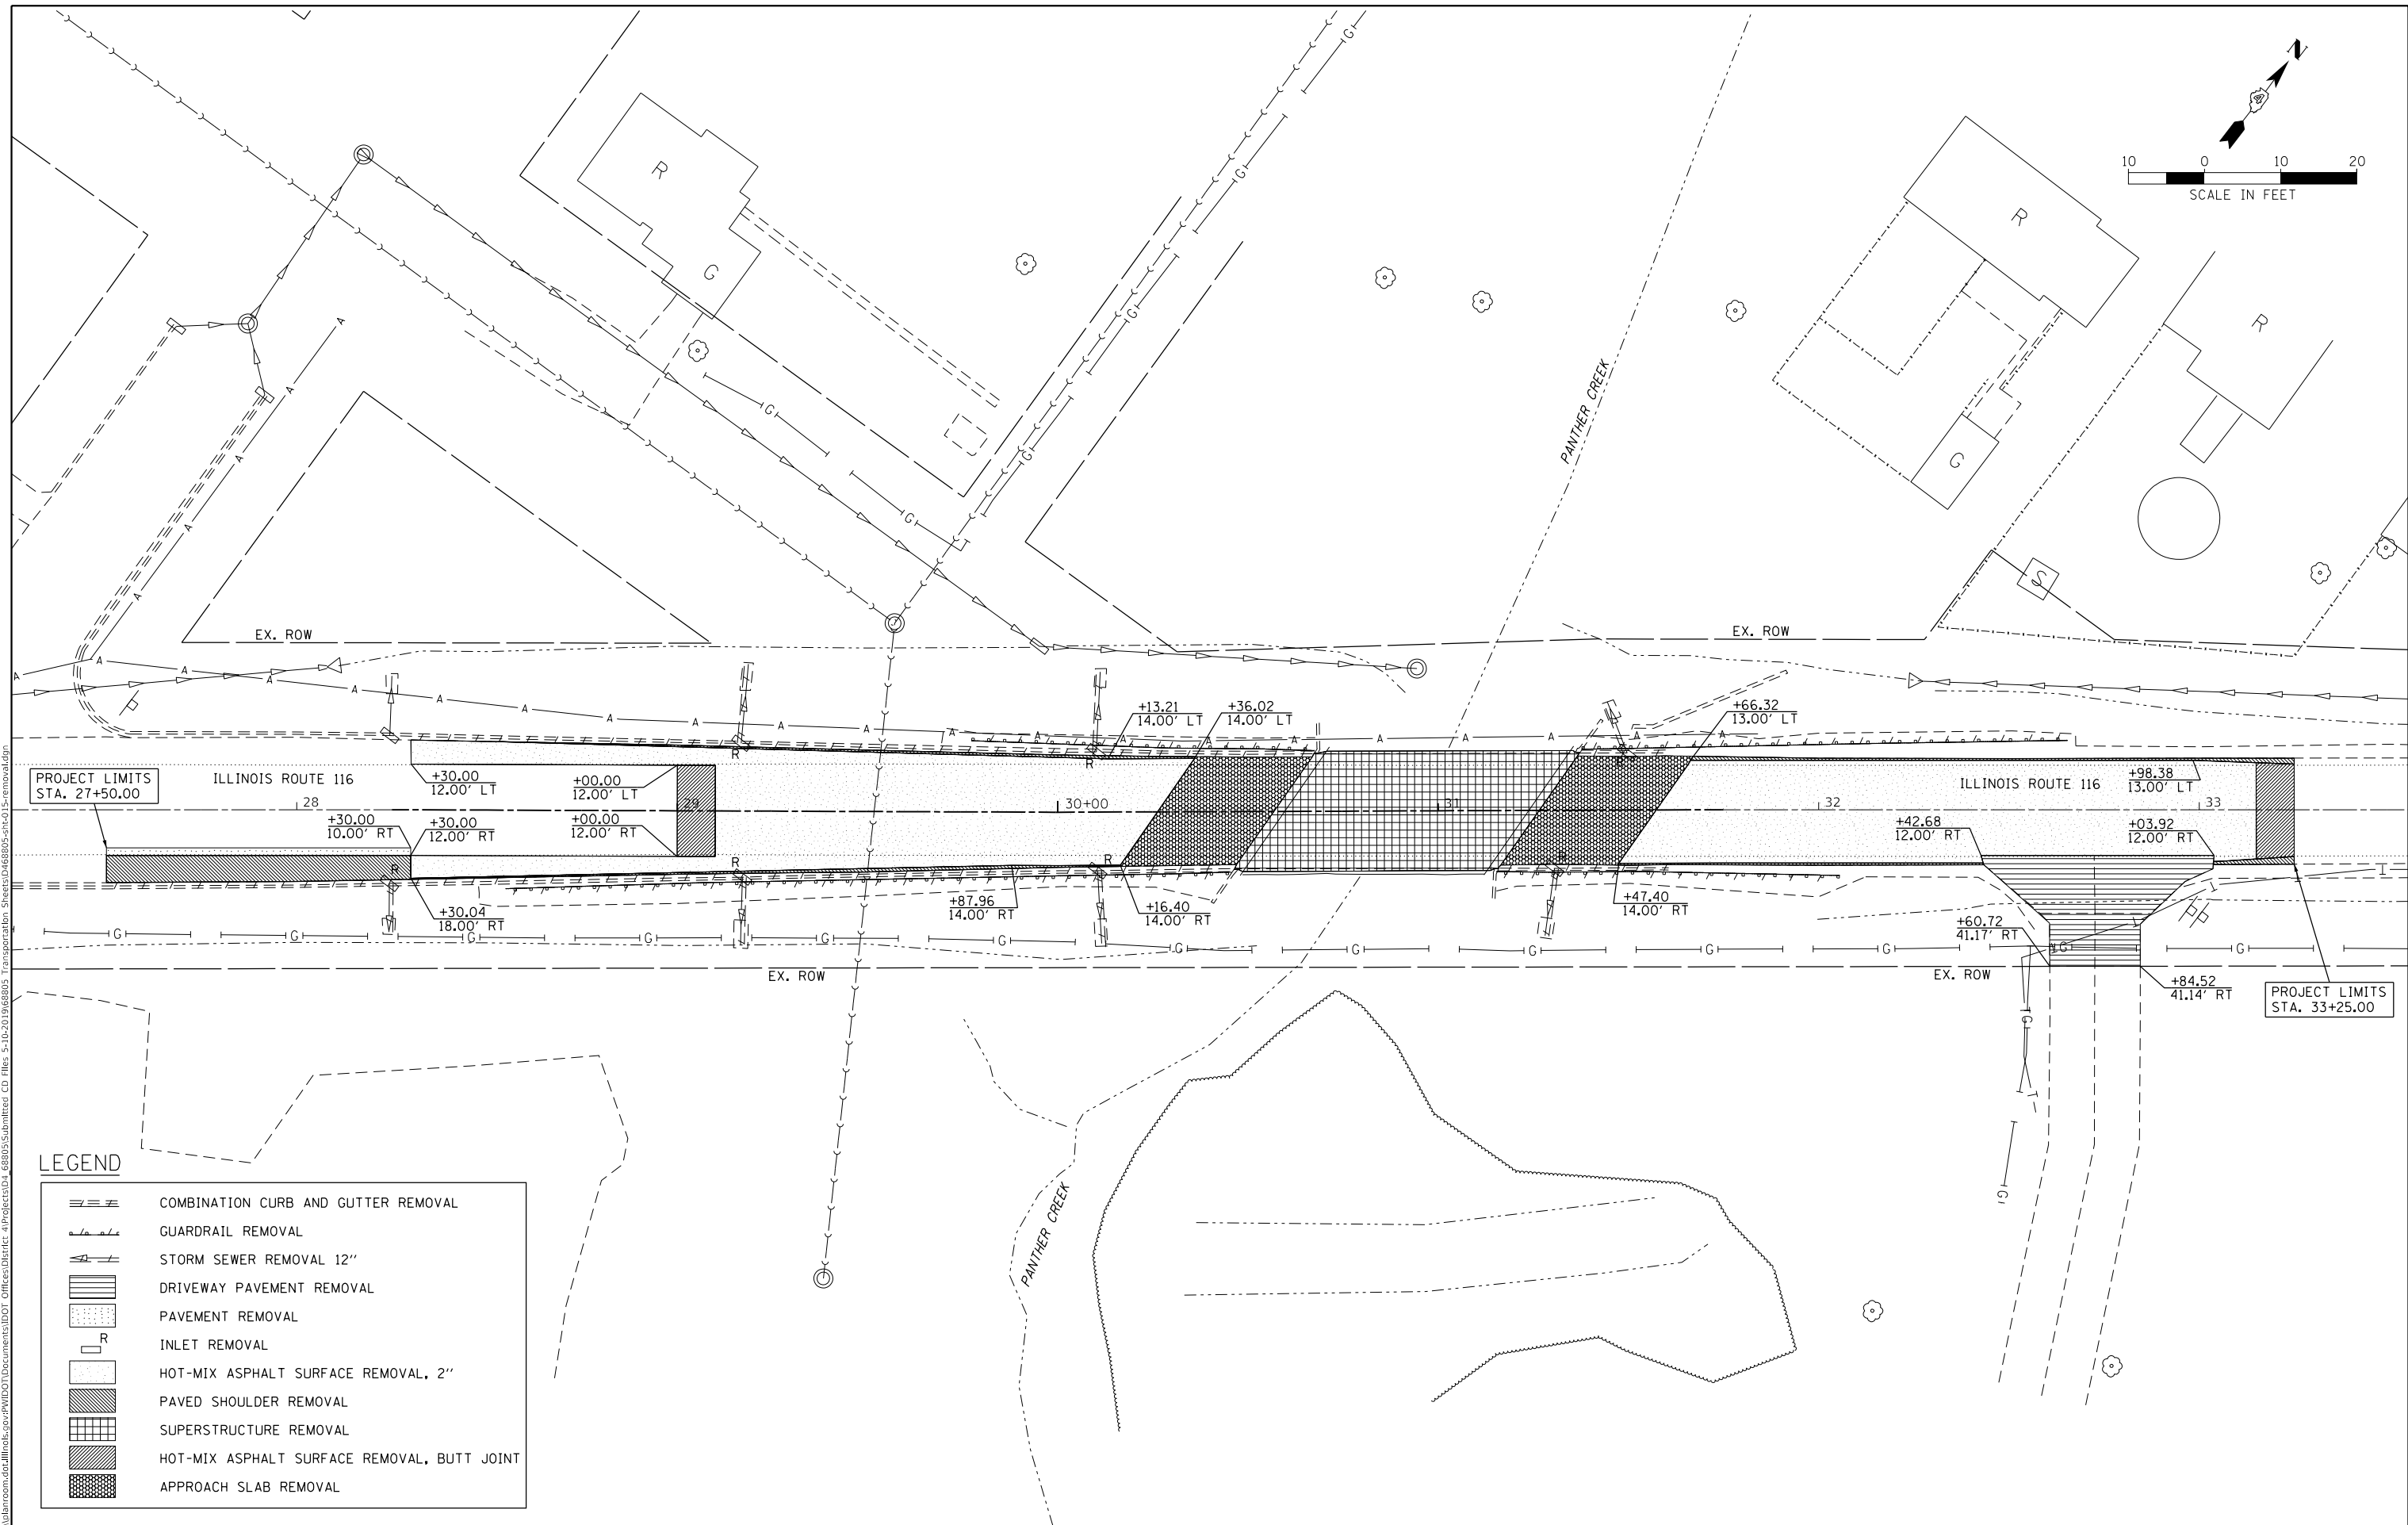 N
4
10 0 10 20
SCALE IN FEET
R
G
R
G
R
S
PANTHER CREEK
EX. ROW
EX. ROW
+13.21
14.00' LT
+36.02
14.00' LT
+66.32
13.00' LT
PROJECT LIMITS
STA. 27+50.00
ILLINOIS ROUTE 116
+30.00
12.00' LT
+00.00
12.00' LT
ILLINOIS ROUTE 116
+98.38
13.00' LT
28 29 30+00 31 32 33
+30.00
10.00' RT
+30.00
12.00' RT
+00.00
12.00' RT
+42.68
12.00' RT
+03.92
12.00' RT
+30.04
18.00' RT
+87.96
14.00' RT
+16.40
14.00' RT
+47.40
14.00' RT
+60.72
41.17' RT
+84.52
41.14' RT
EX. ROW
EX. ROW
PROJECT LIMITS
STA. 33+25.00
PANTHER CREEK
LEGEND
COMBINATION CURB AND GUTTER REMOVAL
GUARDRAIL REMOVAL
STORM SEWER REMOVAL 12"
DRIVEWAY PAVEMENT REMOVAL
PAVEMENT REMOVAL
R
INLET REMOVAL
HOT-MIX ASPHALT SURFACE REMOVAL, 2"
PAVED SHOULDER REMOVAL
SUPERSTRUCTURE REMOVAL
HOT-MIX ASPHALT SURFACE REMOVAL, BUTT JOINT
APPROACH SLAB REMOVAL